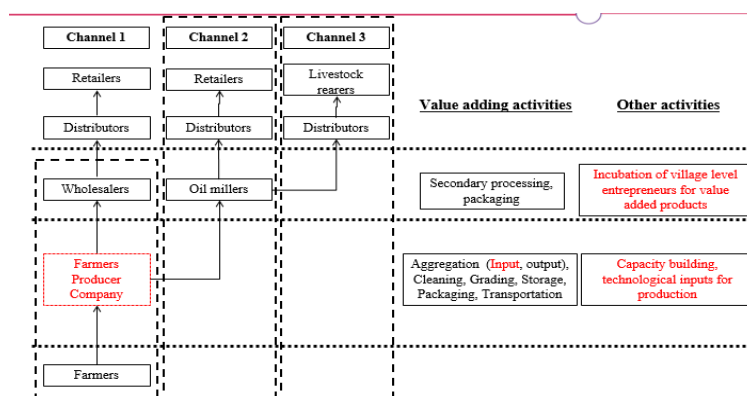 Channel 1
Channel 2
Channel 3
Retailers
Retailers
Livestock
rearers
Value adding activities
Other activities
Distributors
Distributors
Distributors
Wholesalers
Oil millers
Secondary processing,
packaging
Incubation of village level
entrepreneurs for value
added products
Farmers
Producer
Company
Aggregation (Input, output),
Cleaning, Grading, Storage,
Packaging, Transportation
Capacity building,
technological inputs for
production
Farmers